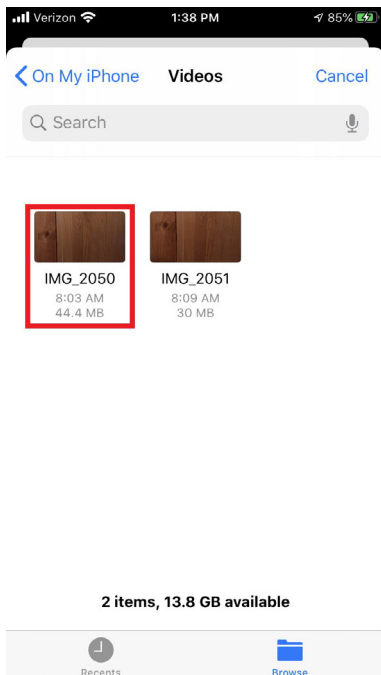 Verizon 1:38 PM 85%
On My iPhone Videos Cancel
Search
IMG_2050 IMG_2051
8:03 AM 8:09 AM
44.4 MB 30 MB
2 items, 13.8 GB available
Recents Browse